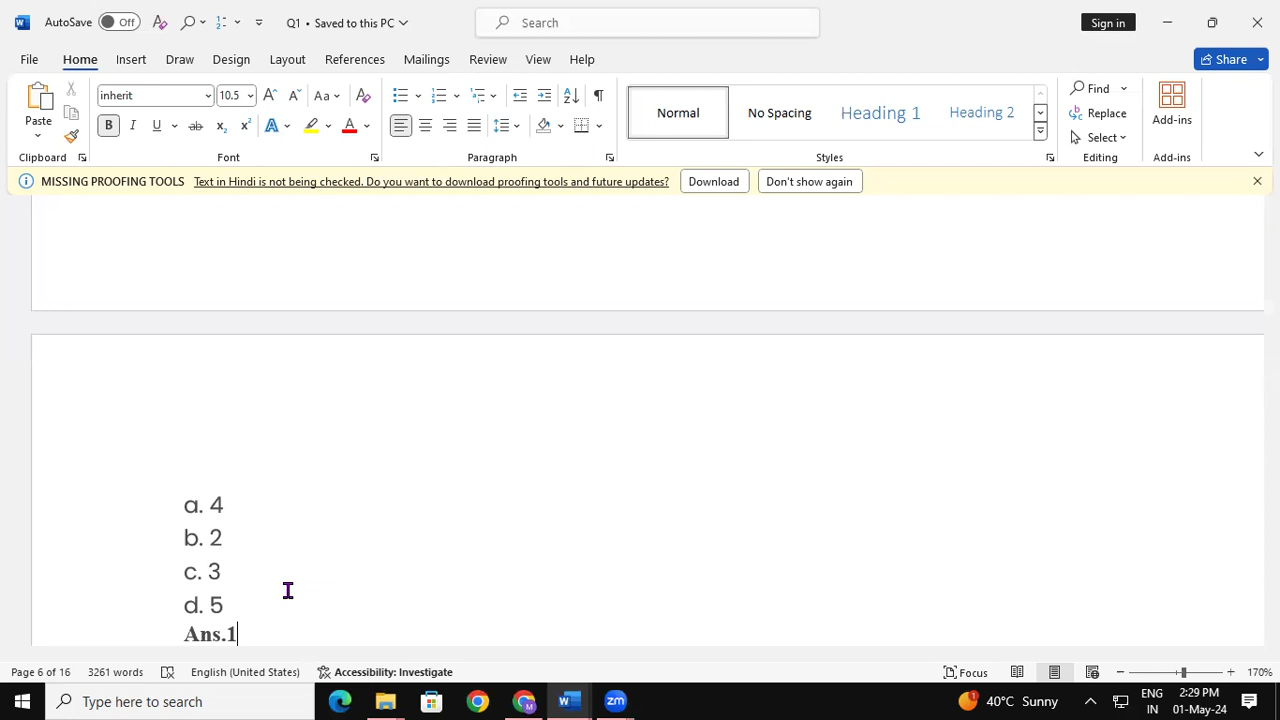 AutoSave Off Q1 • Saved to this PC Search Sign in
File Home Insert Draw Design Layout References Mailings Review View Help Share
Paste inherit 10.5 Aa Normal No Spacing Heading 1 Heading 2 Find Replace Select Add-ins
B I U ab x₂ x² A A
Clipboard Font Paragraph Styles Editing Add-ins
MISSING PROOFING TOOLS Text in Hindi is not being checked. Do you want to download proofing tools and future updates? Download Don't show again
a. 4
b. 2
c. 3
d. 5
Ans.1
Page 6 of 16 3261 words English (United States) Accessibility: Investigate Focus 170%
Type here to search 40°C Sunny ENG IN 2:29 PM 01-May-24